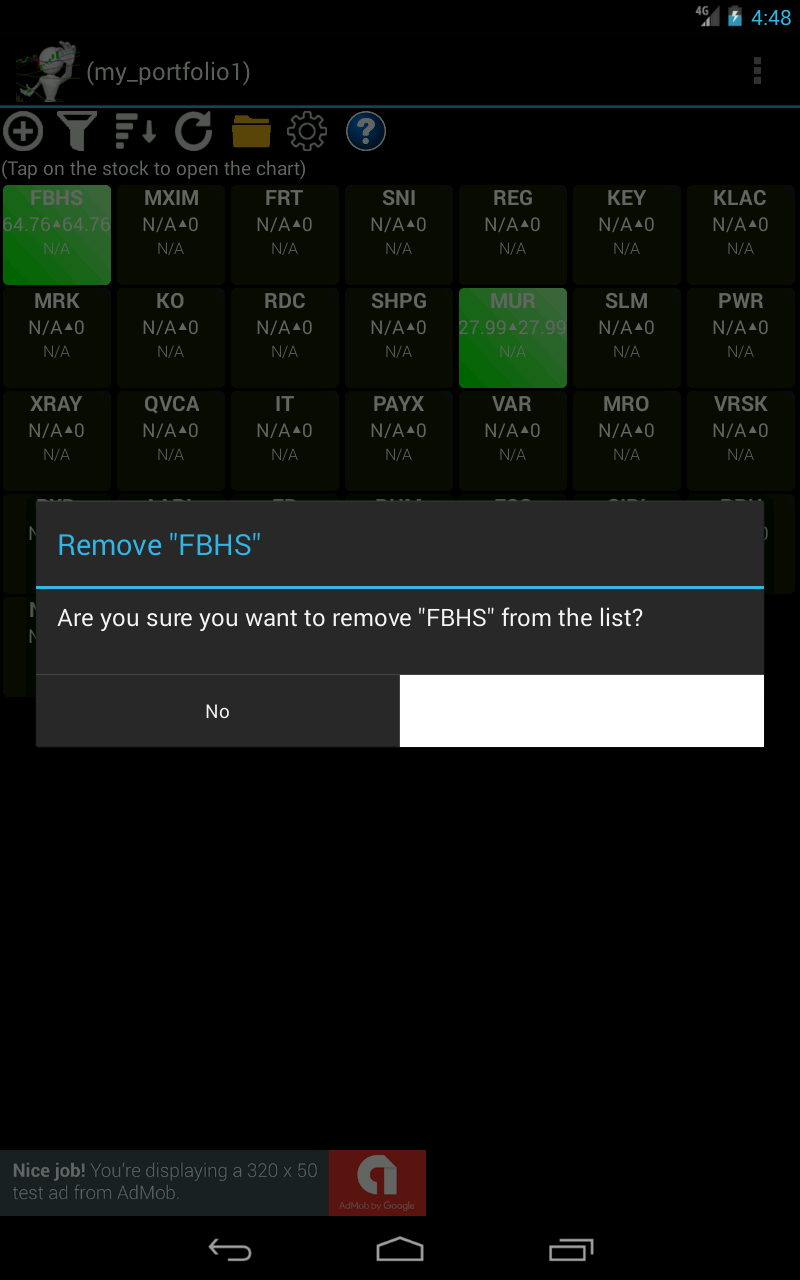 4G 4:48
(my_portfolio1)
(Tap on the stock to open the chart)
FBHS MXIM FRT SNI REG KEY KLAC
64.76▲64.76 N/A▲0 N/A▲0 N/A▲0 N/A▲0 N/A▲0 N/A▲0
N/A N/A N/A N/A N/A N/A N/A
MRK KO RDC SHPG MUR SLM PWR
N/A▲0 N/A▲0 N/A▲0 N/A▲0 27.99▲27.99 N/A▲0 N/A▲0
N/A N/A N/A N/A N/A N/A N/A
XRAY QVCA IT PAYX VAR MRO VRSK
N/A▲0 N/A▲0 N/A▲0 N/A▲0 N/A▲0 N/A▲0 N/A▲0
N/A N/A N/A N/A N/A N/A N/A
Remove "FBHS"
Are you sure you want to remove "FBHS" from the list?
No
Nice job! You're displaying a 320 x 50
test ad from AdMob.
AdMob by Google